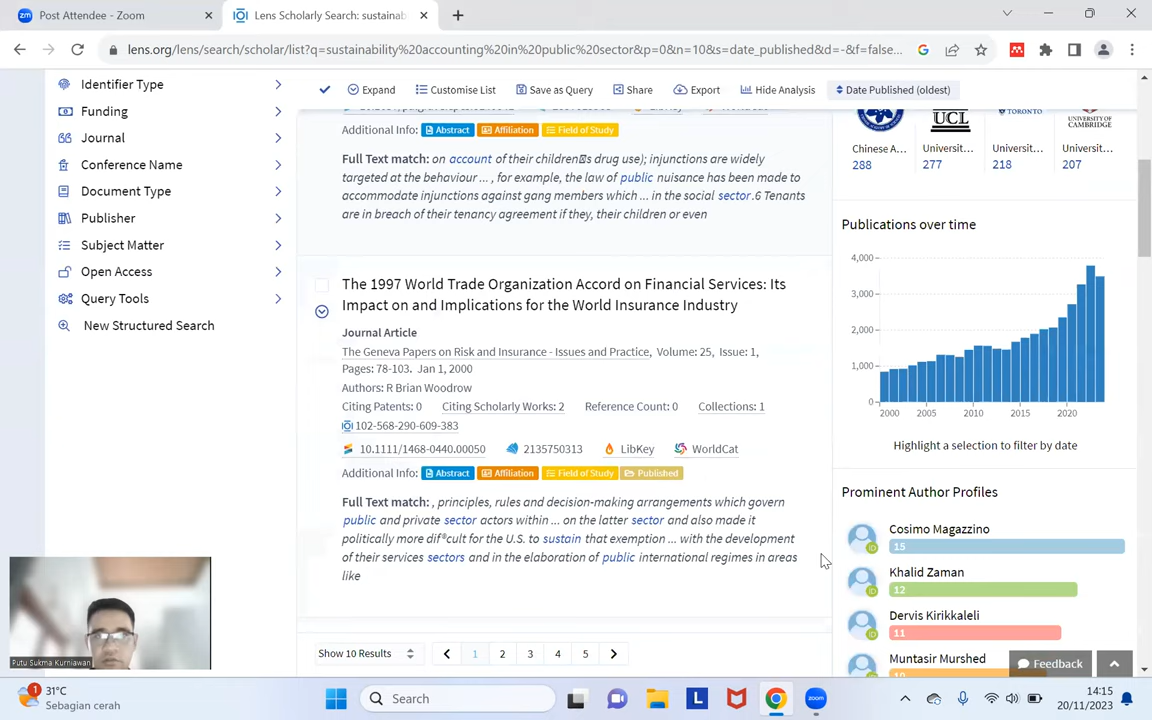 Post Attendee - Zoom
Lens Scholarly Search: sustainab
lens.org/lens/search/scholar/list?q=sustainability%20accounting%20in%20public%20sector&p=0&n=10&s=date_published&d=-&f=false...
Identifier Type
Funding
Journal
Conference Name
Document Type
Publisher
Subject Matter
Open Access
Query Tools
New Structured Search
Expand
Customise List
Save as Query
Share
Export
Hide Analysis
Date Published (oldest)
Additional Info: Abstract Affiliation Field of Study
Full Text match: on account of their children▯s drug use); injunctions are widely
targeted at the behaviour ... , for example, the law of public nuisance has been made to
accommodate injunctions against gang members which ... in the social sector.6 Tenants
are in breach of their tenancy agreement if they, their children or even
The 1997 World Trade Organization Accord on Financial Services: Its
Impact on and Implications for the World Insurance Industry
Journal Article
The Geneva Papers on Risk and Insurance - Issues and Practice, Volume: 25, Issue: 1,
Pages: 78-103. Jan 1, 2000
Authors: R Brian Woodrow
Citing Patents: 0 Citing Scholarly Works: 2 Reference Count: 0 Collections: 1
102-568-290-609-383
10.1111/1468-0440.00050 2135750313 LibKey WorldCat
Additional Info: Abstract Affiliation Field of Study Published
Full Text match: , principles, rules and decision-making arrangements which govern
public and private sector actors within ... on the latter sector and also made it
politically more dif®cult for the U.S. to sustain that exemption ... with the development
of their services sectors and in the elaboration of public international regimes in areas
like
Show 10 Results
1 2 3 4 5
UCL
TORONTO
UNIVERSITY OF
CAMBRIDGE
Chinese A... Universit... Universit... Universit...
288 277 218 207
Publications over time
4,000
3,000
2,000
1,000
0
2000 2005 2010 2015 2020
Highlight a selection to filter by date
Prominent Author Profiles
Cosimo Magazzino
15
Khalid Zaman
12
Dervis Kirikkaleli
11
Muntasir Murshed
10
Feedback
Putu Sukma Kurniawan
1
31°C
Sebagian cerah
Search
L
zoom
14:15
20/11/2023